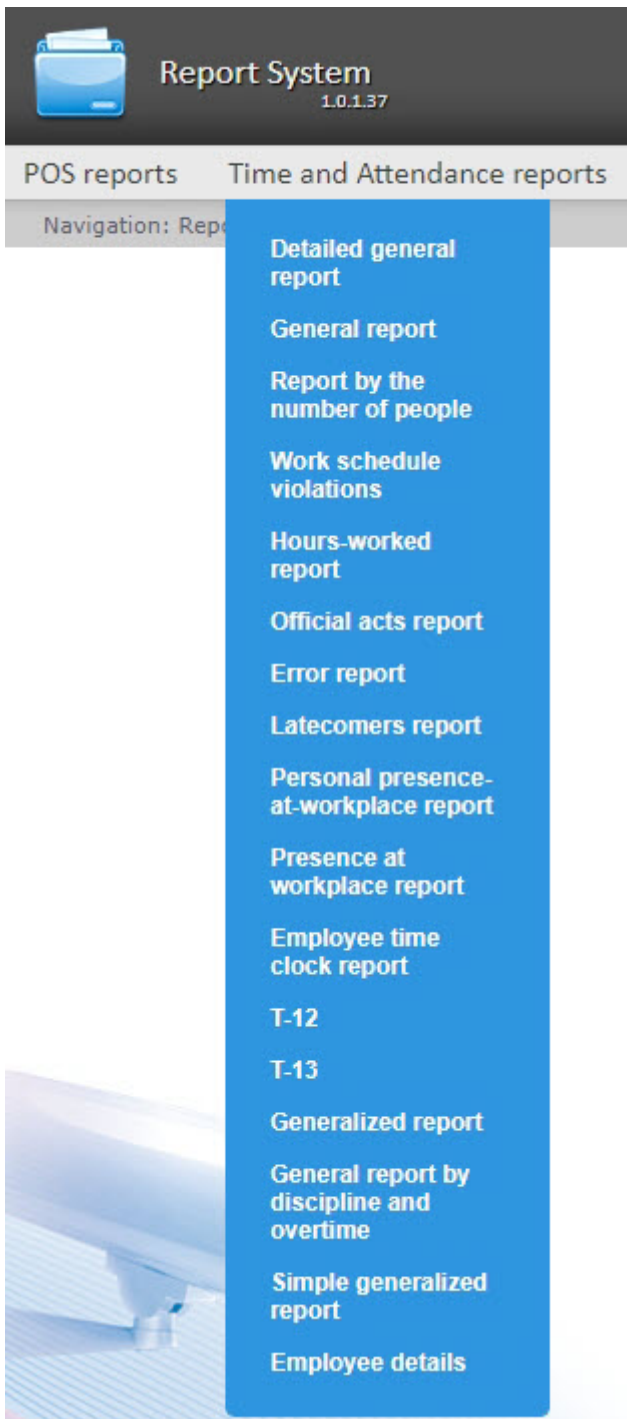 Report System
1.0.1.37
POS reports Time and Attendance reports
Navigation:
Detailed general
report
General report
Report by the
number of people
Work schedule
violations
Hours-worked
report
Official acts report
Error report
Latecomers report
Personal presence-
at-workplace report
Presence at
workplace report
Employee time
clock report
T-12
T-13
Generalized report
General report by
discipline and
overtime
Simple generalized
report
Employee details